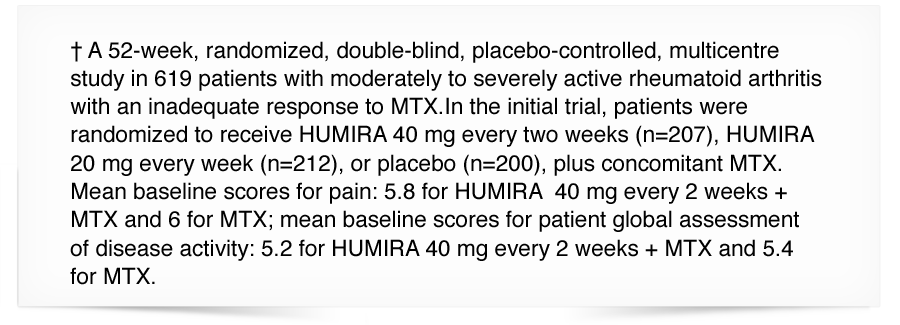 † A 52-week, randomized, double-blind, placebo-controlled, multicentre
study in 619 patients with moderately to severely active rheumatoid arthritis
with an inadequate response to MTX.In the initial trial, patients were
randomized to receive HUMIRA 40 mg every two weeks (n=207), HUMIRA
20 mg every week (n=212), or placebo (n=200), plus concomitant MTX.
Mean baseline scores for pain: 5.8 for HUMIRA  40 mg every 2 weeks +
MTX and 6 for MTX; mean baseline scores for patient global assessment
of disease activity: 5.2 for HUMIRA 40 mg every 2 weeks + MTX and 5.4
for MTX.